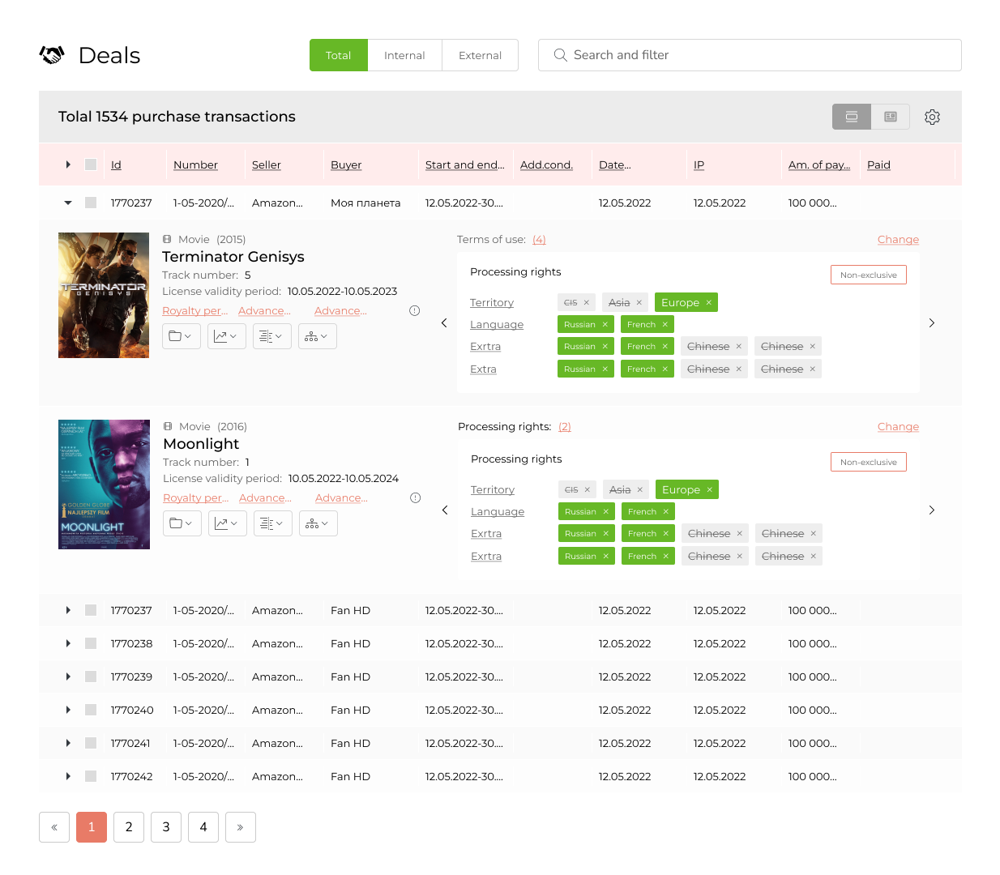 Deals
Total Internal External
Search and filter
Tolal 1534 purchase transactions
Id Number Seller Buyer Start and end... Add.cond. Date... IP Am. of pay... Paid
1770237 1-05-2020/... Amazon... Моя планета 12.05.2022-30.... 12.05.2022 12.05.2022 100 000...
Movie (2015)
Terminator Genisys
Track number: 5
License validity period: 10.05.2022-10.05.2023
Royalty per... Advance... Advance...
TERMINATOR
GENISYS
Terms of use: (4) Change
Processing rights Non-exclusive
Territory CIS × Asia × Europe ×
Language Russian × French ×
Exrtra Russian × French × Chinese × Chinese ×
Extra Russian × French × Chinese × Chinese ×
Movie (2016)
Moonlight
Track number: 1
License validity period: 10.05.2022-10.05.2024
Royalty per... Advance... Advance...
GOLDEN GLOBE
NAJLEPSZY FILM
MOONLIGHT
Processing rights: (2) Change
Processing rights Non-exclusive
Territory CIS × Asia × Europe ×
Language Russian × French ×
Exrtra Russian × French × Chinese × Chinese ×
Exrtra Russian × French × Chinese × Chinese ×
1770237 1-05-2020/... Amazon... Fan HD 12.05.2022-30.... 12.05.2022 12.05.2022 100 000...
1770238 1-05-2020/... Amazon... Fan HD 12.05.2022-30.... 12.05.2022 12.05.2022 100 000...
1770239 1-05-2020/... Amazon... Fan HD 12.05.2022-30.... 12.05.2022 12.05.2022 100 000...
1770240 1-05-2020/... Amazon... Fan HD 12.05.2022-30.... 12.05.2022 12.05.2022 100 000...
1770241 1-05-2020/... Amazon... Fan HD 12.05.2022-30.... 12.05.2022 12.05.2022 100 000...
1770242 1-05-2020/... Amazon... Fan HD 12.05.2022-30.... 12.05.2022 12.05.2022 100 000...
« 1 2 3 4 »